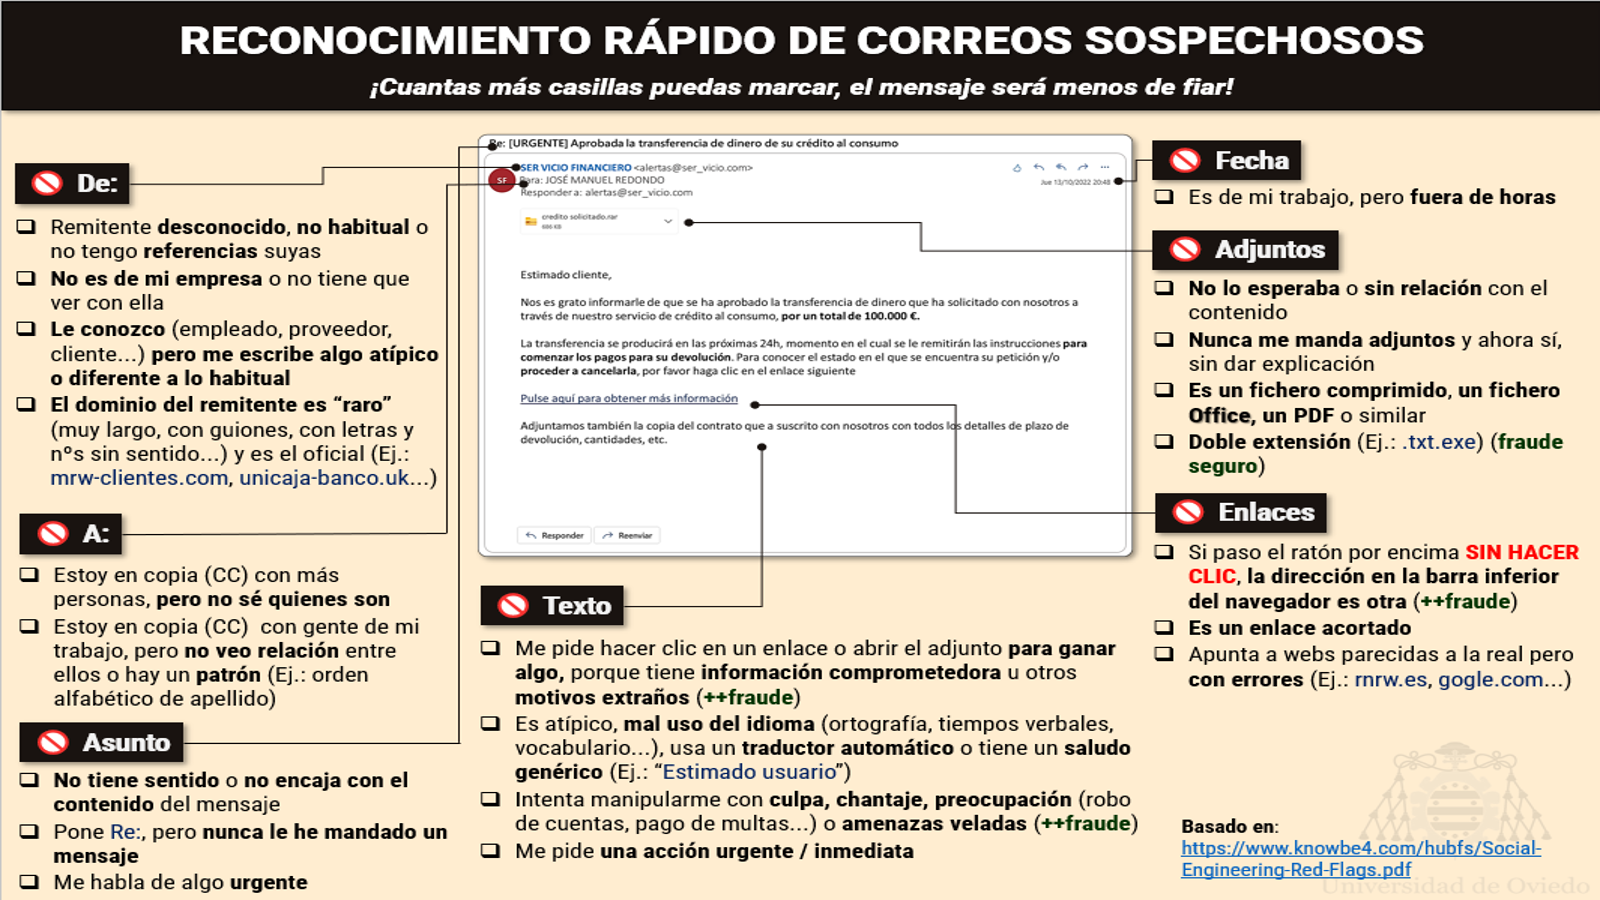 RECONOCIMIENTO RÁPIDO DE CORREOS SOSPECHOSOS
¡Cuantas más casillas puedas marcar, el mensaje será menos de fiar!
De:
Remitente desconocido, no habitual o
no tengo referencias suyas
No es de mi empresa o no tiene que
ver con ella
Le conozco (empleado, proveedor,
cliente...) pero me escribe algo atípico
o diferente a lo habitual
El dominio del remitente es “raro”
(muy largo, con guiones, con letras y
nºs sin sentido...) y es el oficial (Ej.:
mrw-clientes.com, unicaja-banco.uk...)
A:
Estoy en copia (CC) con más
personas, pero no sé quienes son
Estoy en copia (CC) con gente de mi
trabajo, pero no veo relación entre
ellos o hay un patrón (Ej.: orden
alfabético de apellido)
Asunto
No tiene sentido o no encaja con el
contenido del mensaje
Pone Re:, pero nunca le he mandado un
mensaje
Me habla de algo urgente
Re: [URGENTE] Aprobada la transferencia de dinero de su crédito al consumo
SF
SER VICIO FINANCIERO <alertas@ser_vicio.com>
Para: JOSÉ MANUEL REDONDO
Responder a: alertas@ser_vicio.com
Jue 13/10/2022 20:48
credito solicitado.rar
686 KB
Estimado cliente,
Nos es grato informarle de que se ha aprobado la transferencia de dinero que ha solicitado con nosotros a
través de nuestro servicio de crédito al consumo, por un total de 100.000 €.
La transferencia se producirá en las próximas 24h, momento en el cual se le remitirán las instrucciones para
comenzar los pagos para su devolución. Para conocer el estado en el que se encuentra su petición y/o
proceder a cancelarla, por favor haga clic en el enlace siguiente
Pulse aquí para obtener más información
Adjuntamos también la copia del contrato que a suscrito con nosotros con todos los detalles de plazo de
devolución, cantidades, etc.
Responder
Reenviar
Texto
Me pide hacer clic en un enlace o abrir el adjunto para ganar
algo, porque tiene información comprometedora u otros
motivos extraños (++fraude)
Es atípico, mal uso del idioma (ortografía, tiempos verbales,
vocabulario...), usa un traductor automático o tiene un saludo
genérico (Ej.: “Estimado usuario”)
Intenta manipularme con culpa, chantaje, preocupación (robo
de cuentas, pago de multas...) o amenazas veladas (++fraude)
Me pide una acción urgente / inmediata
Fecha
Es de mi trabajo, pero fuera de horas
Adjuntos
No lo esperaba o sin relación con el
contenido
Nunca me manda adjuntos y ahora sí,
sin dar explicación
Es un fichero comprimido, un fichero
Office, un PDF o similar
Doble extensión (Ej.: .txt.exe) (fraude
seguro)
Enlaces
Si paso el ratón por encima SIN HACER
CLIC, la dirección en la barra inferior
del navegador es otra (++fraude)
Es un enlace acortado
Apunta a webs parecidas a la real pero
con errores (Ej.: rnrw.es, gogle.com...)
Basado en:
https://www.knowbe4.com/hubfs/Social-
Engineering-Red-Flags.pdf
Universidad de Oviedo